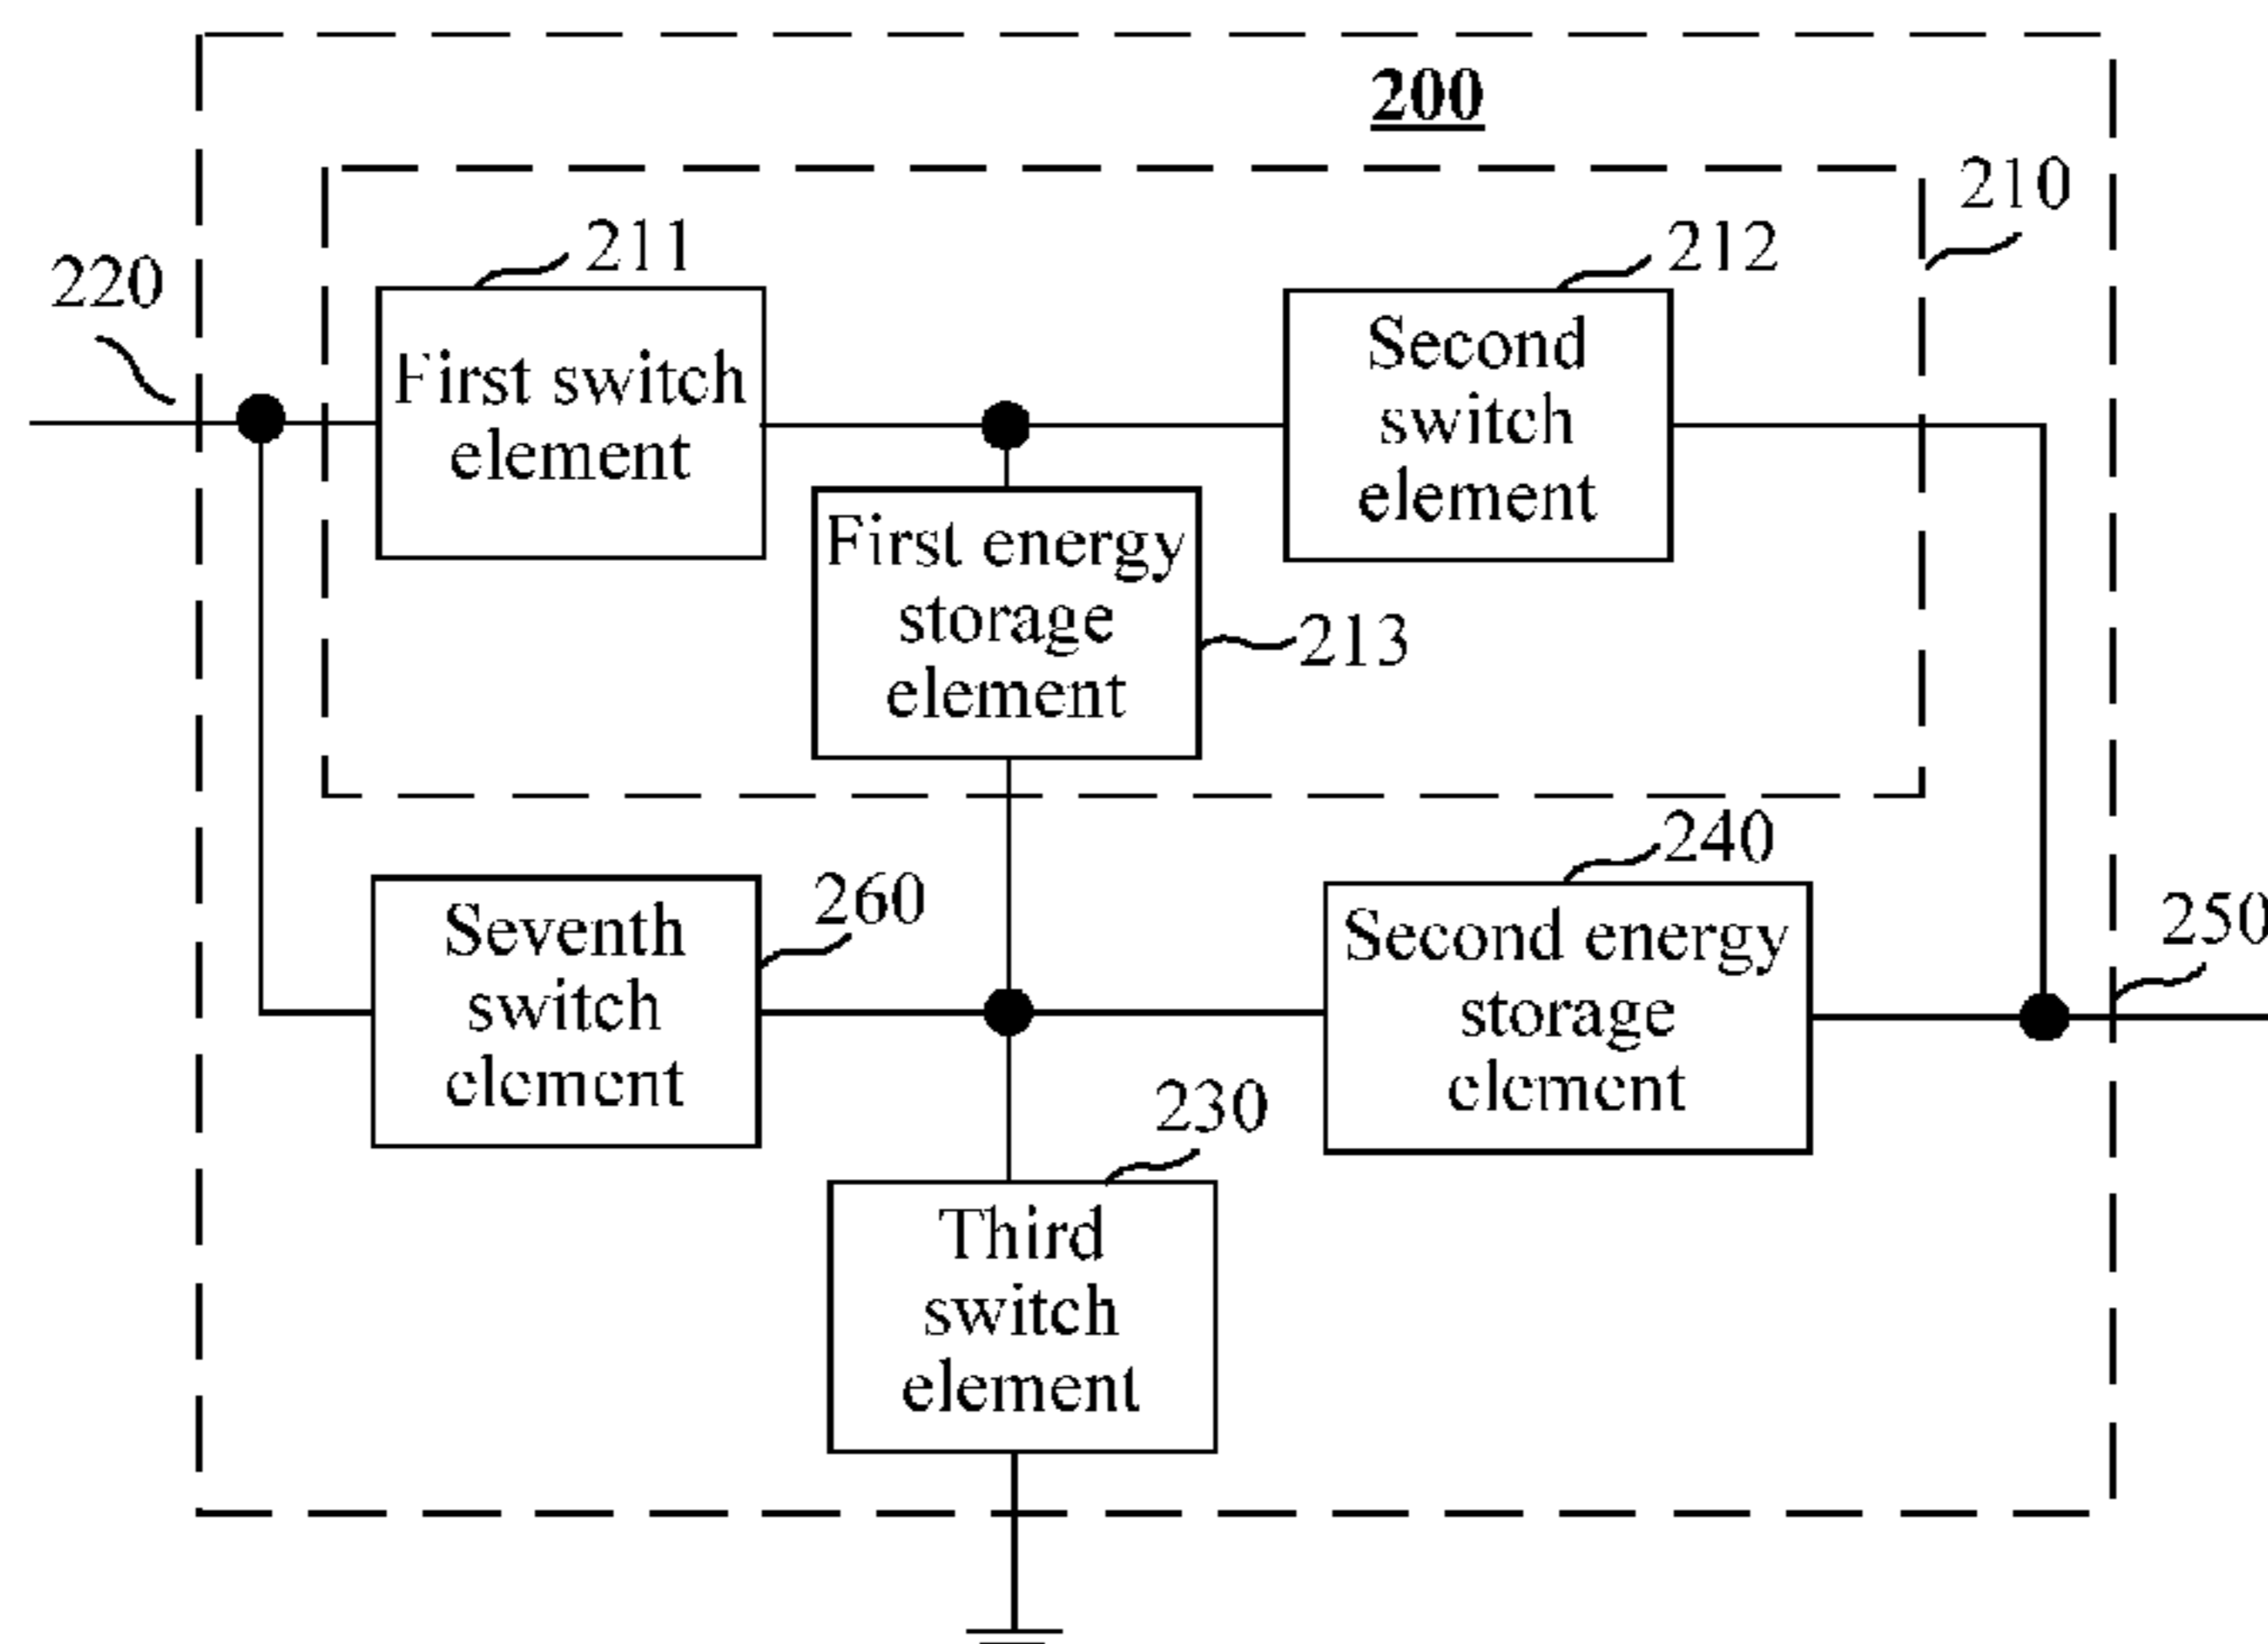 200
210
211
212
220
First switch
element
Second
switch
element
First energy
storage
element
213
240
260
250
Seventh
switch
element
Second energy
storage
element
230
Third
switch
element